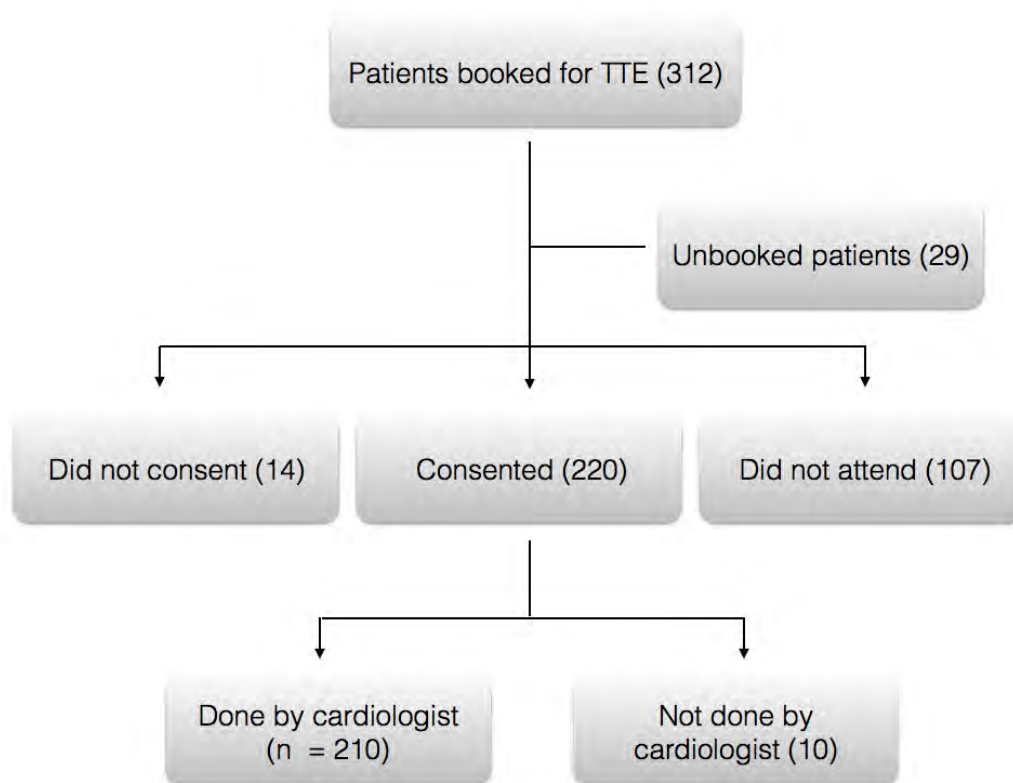 Patients booked for TTE (312)
Unbooked patients (29)
Did not consent (14)
Consented (220)
Did not attend (107)
Done by cardiologist
(n = 210)
Not done by
cardiologist (10)